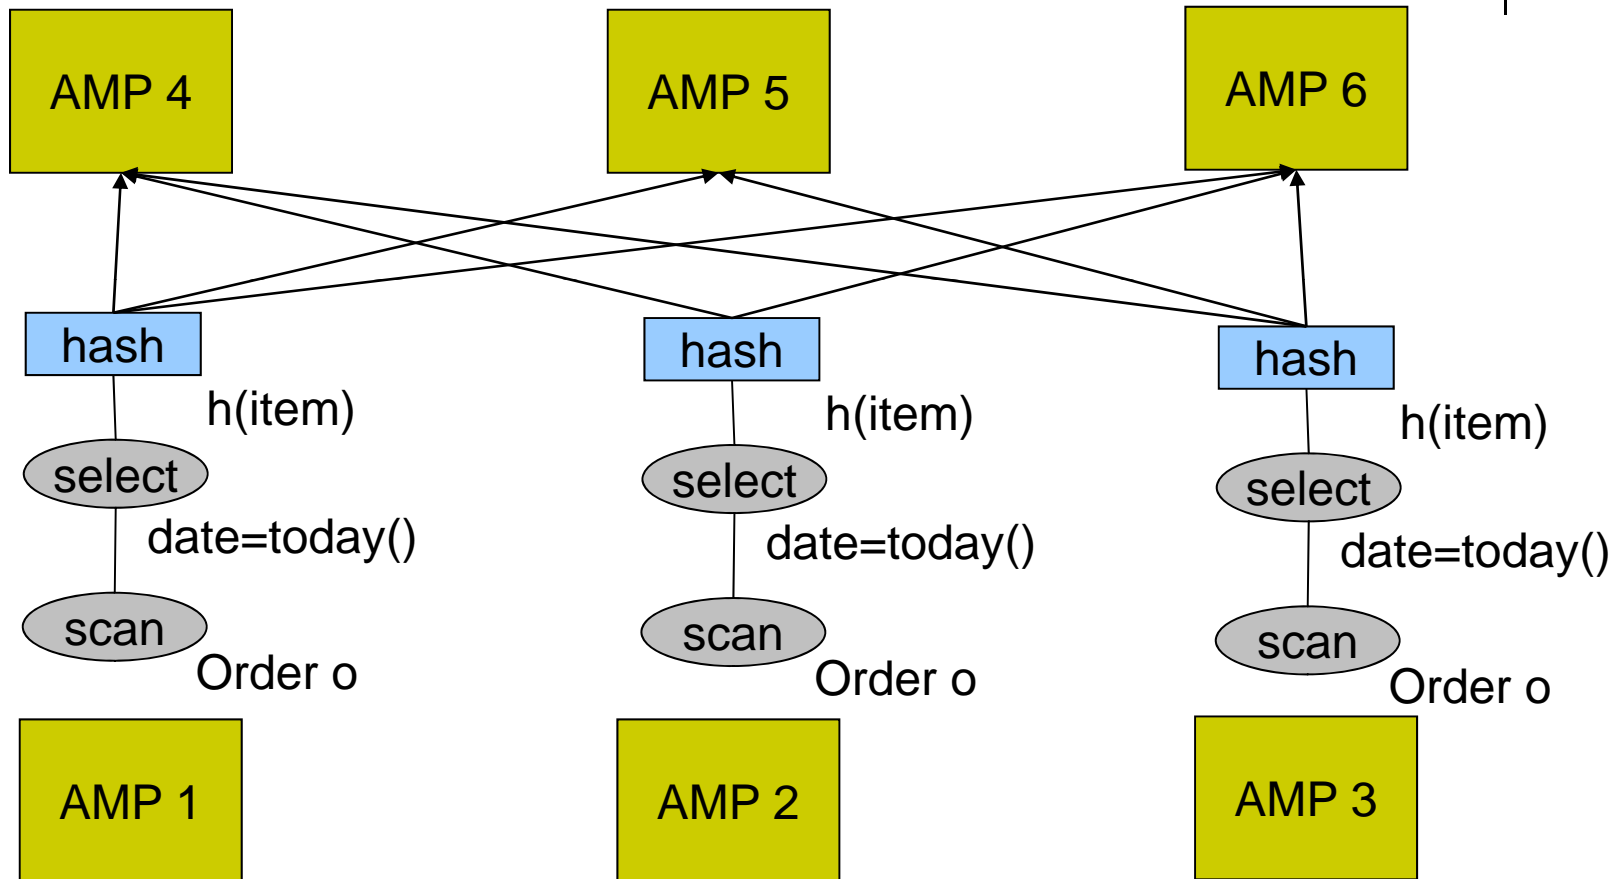 AMP 4
AMP 5
AMP 6
hash
hash
hash
h(item)
h(item)
h(item)
select
select
select
date=today()
date=today()
date=today()
scan
scan
scan
Order o
Order o
Order o
AMP 1
AMP 2
AMP 3